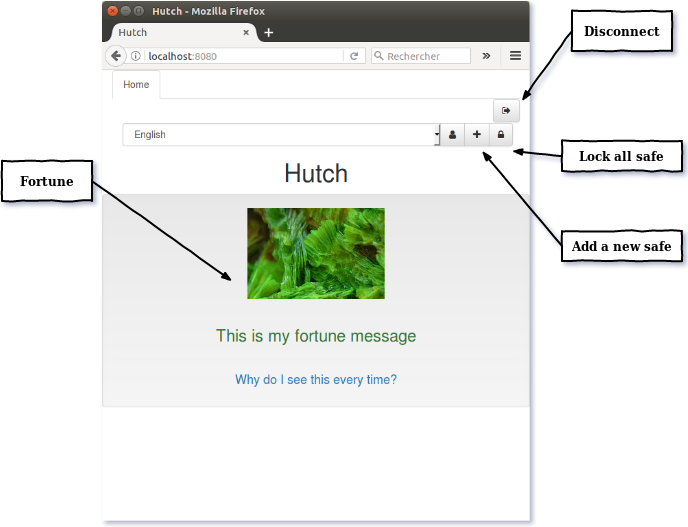 Hutch - Mozilla Firefox
Hutch
localhost:8080
Rechercher
Home
Disconnect
English
Lock all safe
Hutch
Fortune
Add a new safe
This is my fortune message
Why do I see this every time?